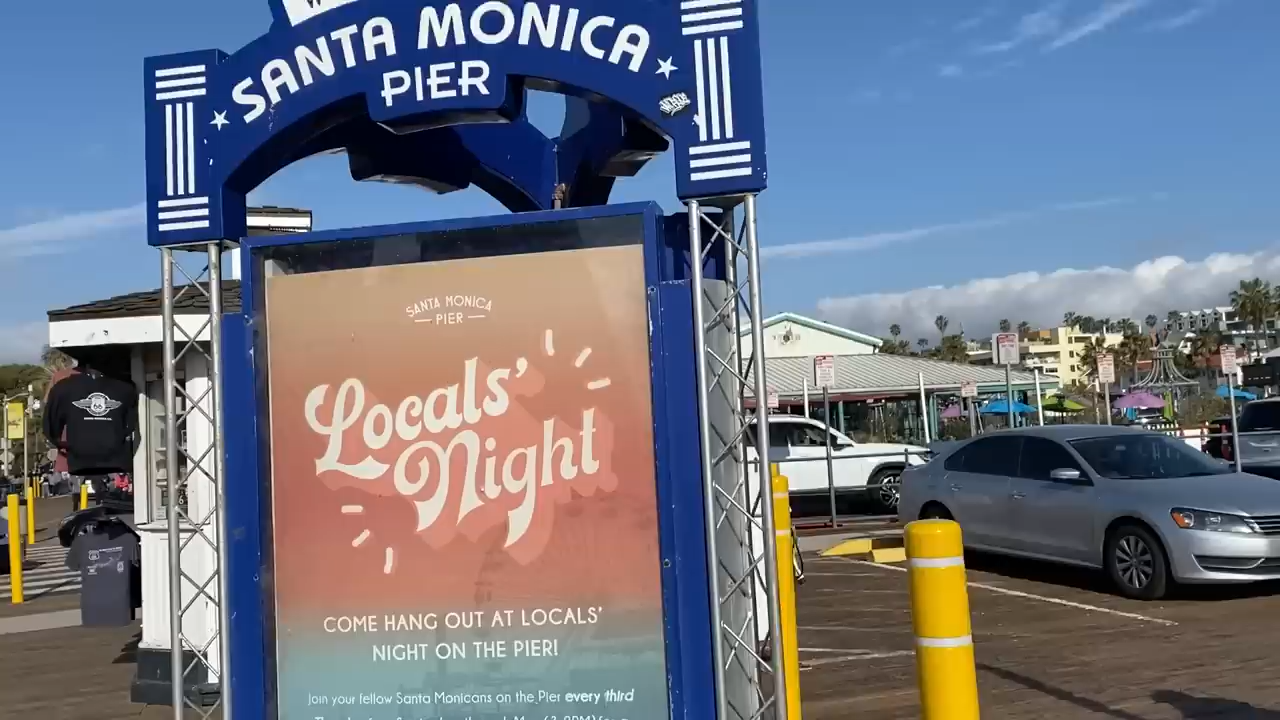 SANTA MONICA
PIER
SANTA MONICA
PIER
Locals'
Night
COME HANG OUT AT LOCALS'
NIGHT ON THE PIER!
Join your fellow Santa Monicans on the Pier every third